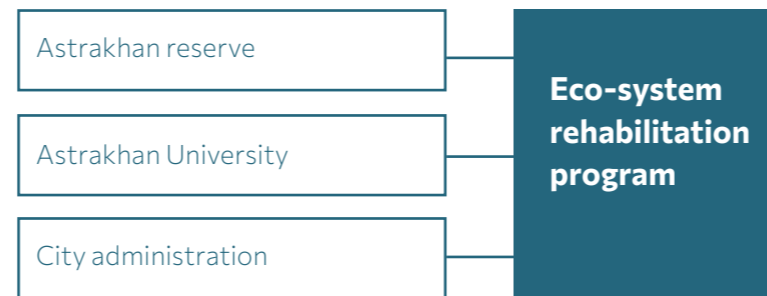 Astrakhan reserve
Astrakhan University
City administration
Eco-system
rehabilitation
program